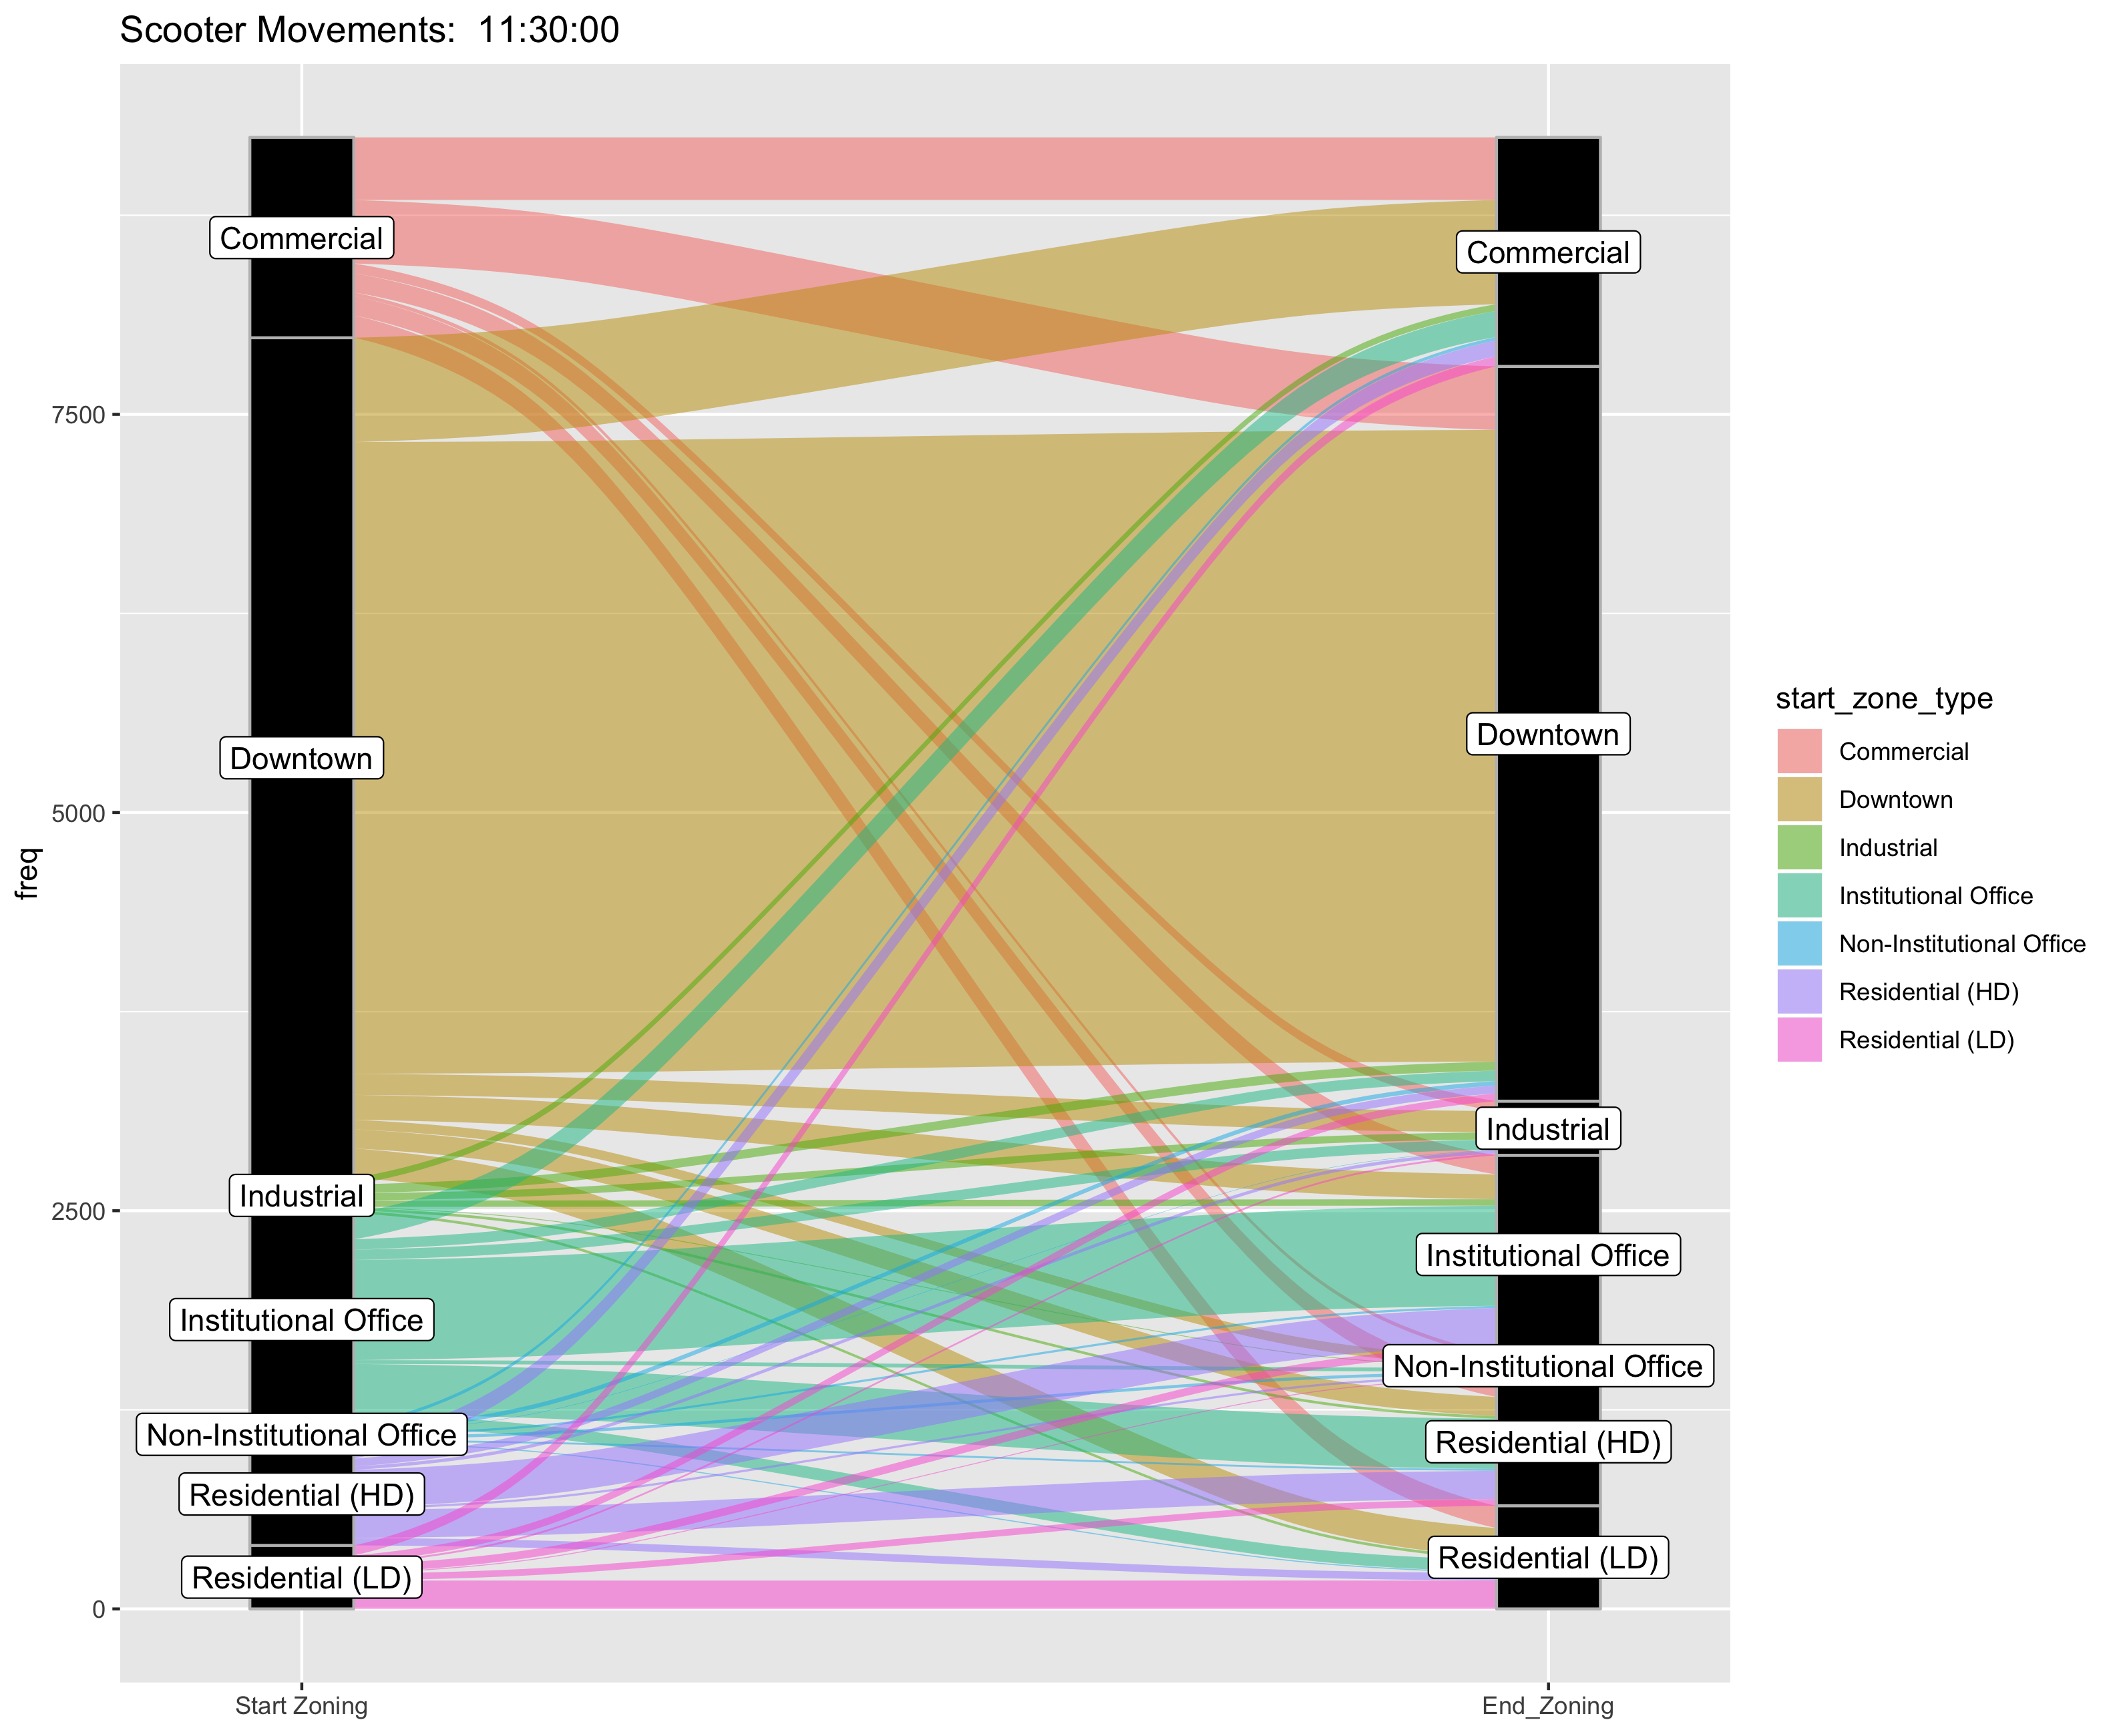 Scooter Movements:  11:30:00
freq
7500
5000
2500
0
Commercial
Downtown
Industrial
Institutional Office
Non-Institutional Office
Residential (HD)
Residential (LD)
Commercial
Downtown
Industrial
Institutional Office
Non-Institutional Office
Residential (HD)
Residential (LD)
Start Zoning
End_Zoning
start_zone_type
Commercial
Downtown
Industrial
Institutional Office
Non-Institutional Office
Residential (HD)
Residential (LD)